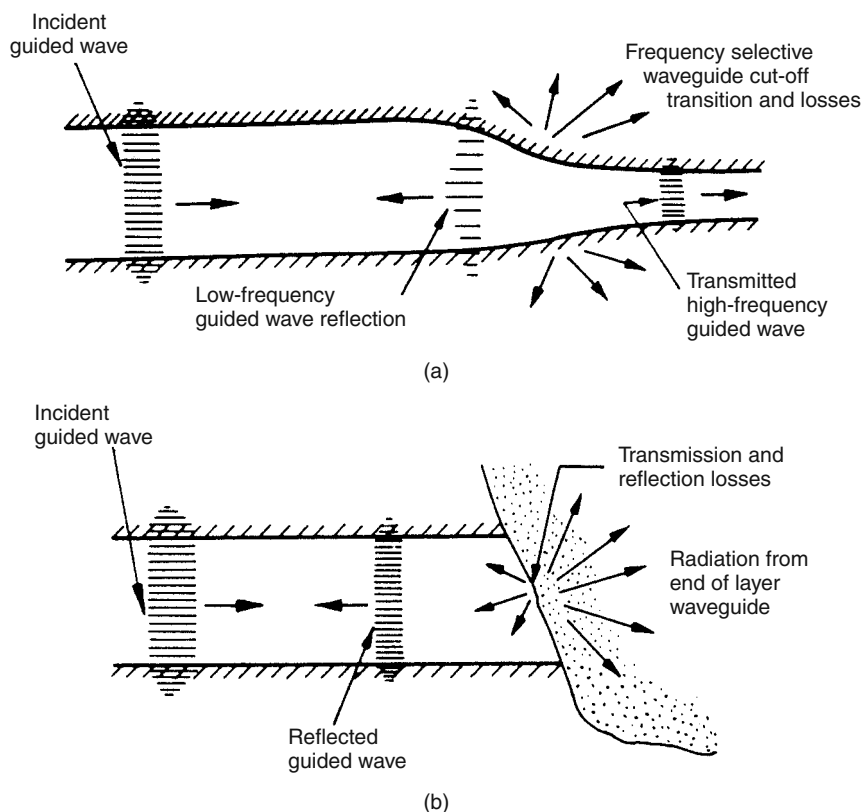 Incident
guided wave
Frequency selective
waveguide cut-off
transition and losses
Low-frequency
guided wave reflection
Transmitted
high-frequency
guided wave
(a)
Incident
guided wave
Transmission and
reflection losses
Radiation from
end of layer
waveguide
Reflected
guided wave
(b)